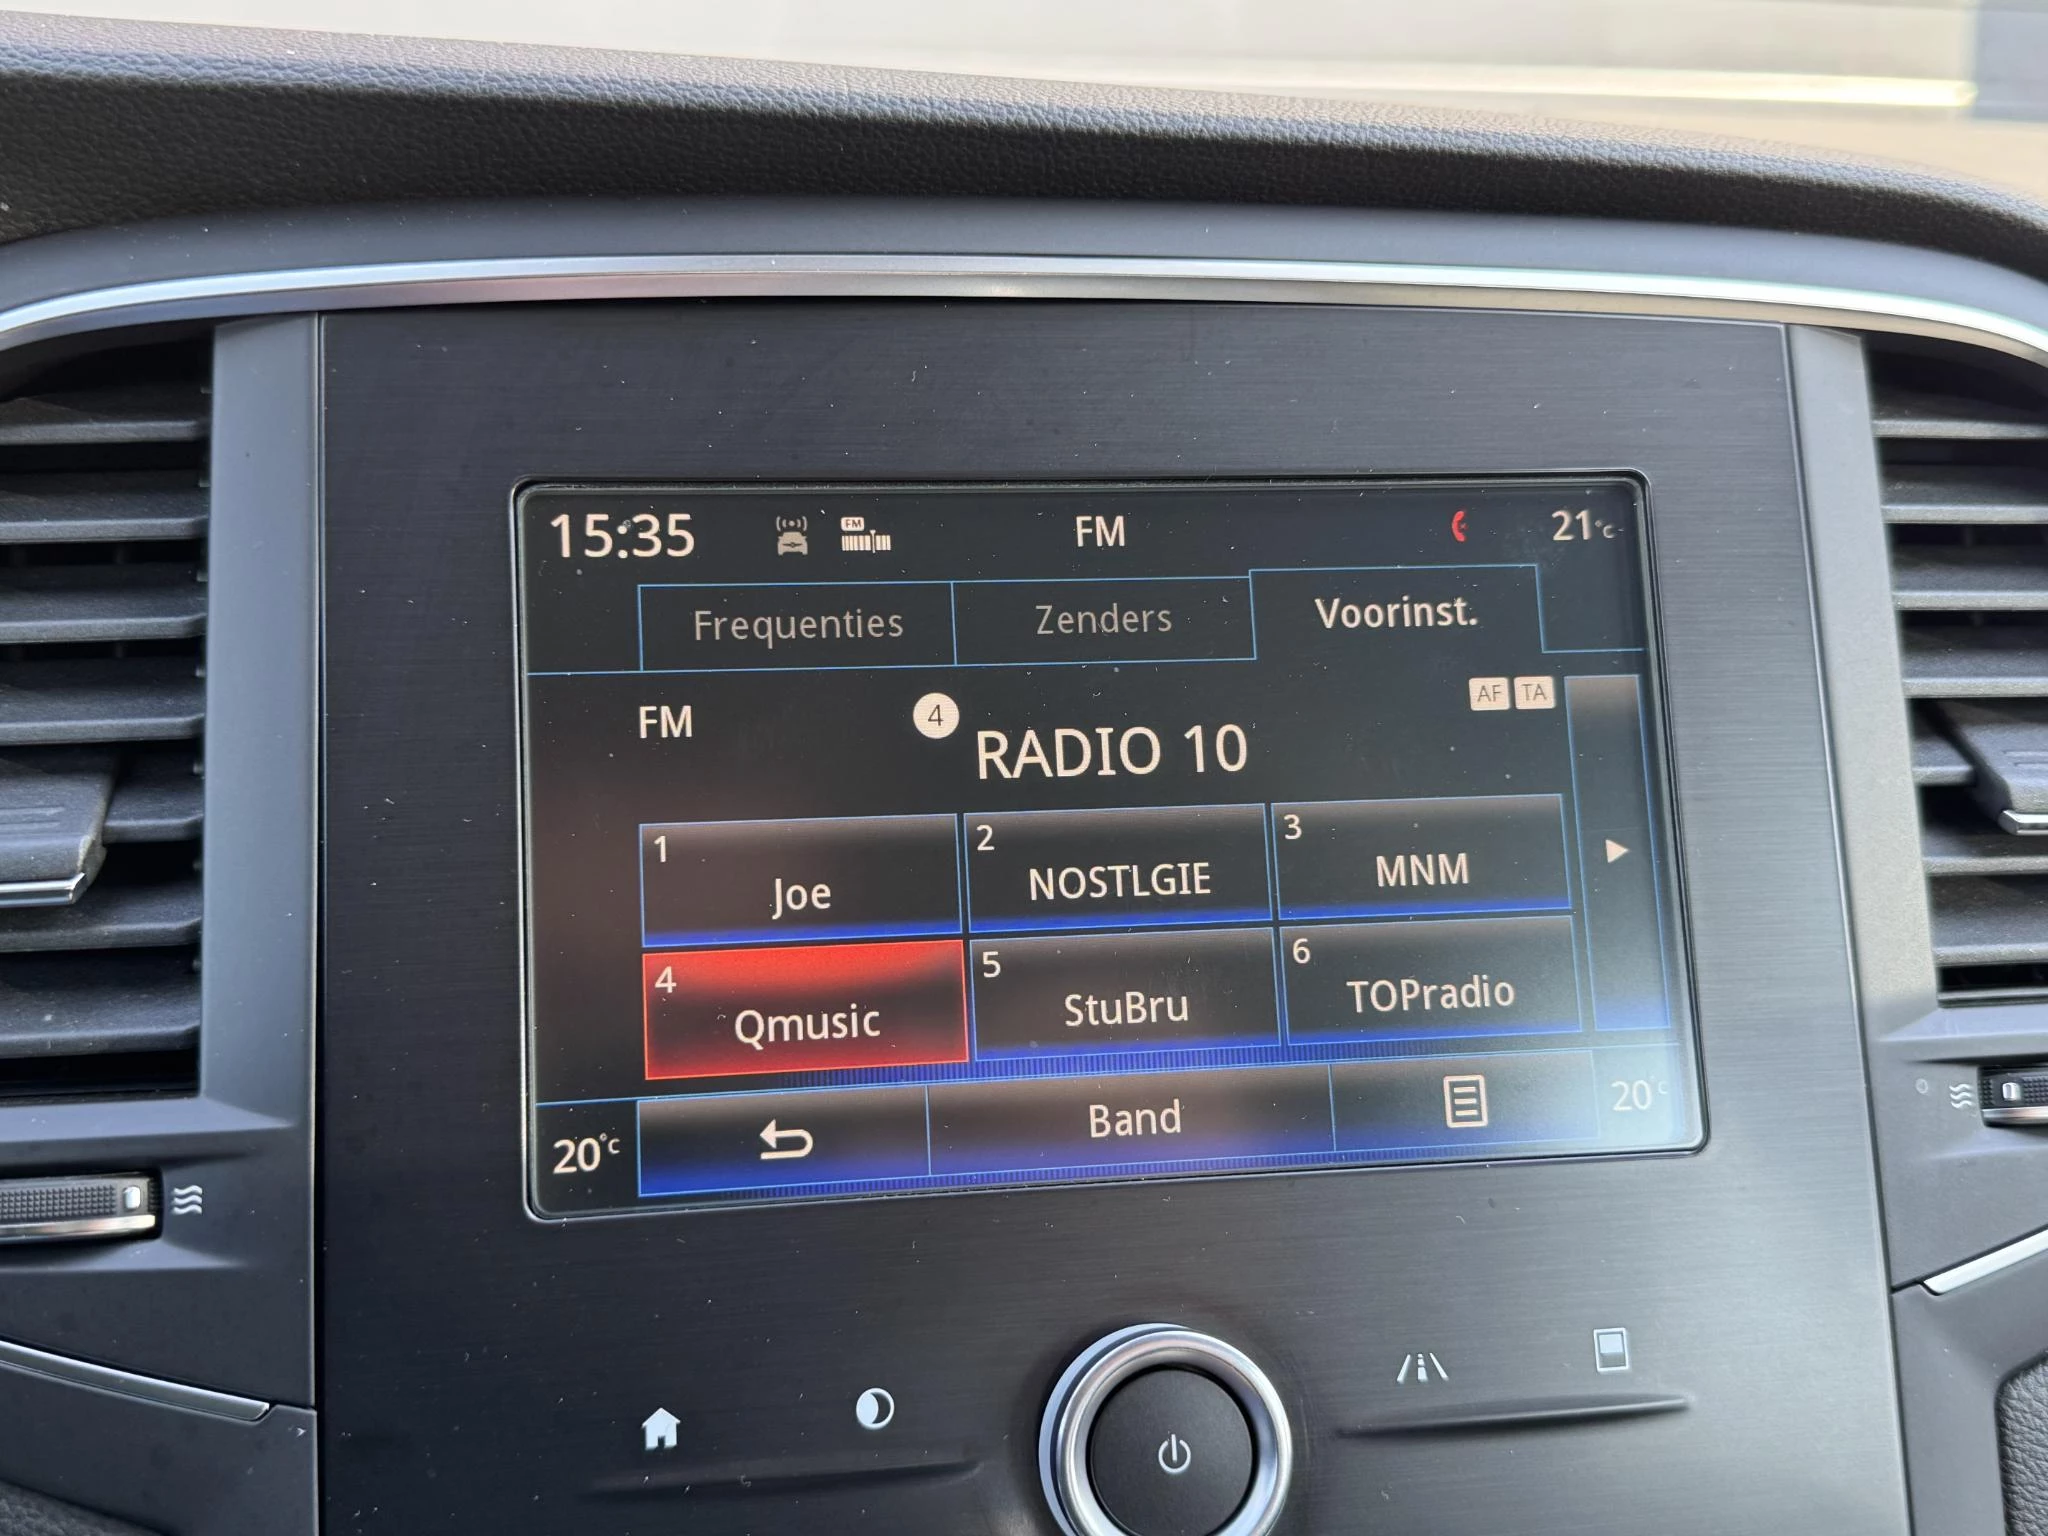 15:35 FM FM 21°C
Frequenties Zenders Voorinst.
FM 4 RADIO 10 AF TA
1 Joe
2 NOSTLGIE
3 MNM
4 Qmusic
5 StuBru
6 TOPradio
20°C Band 20°C